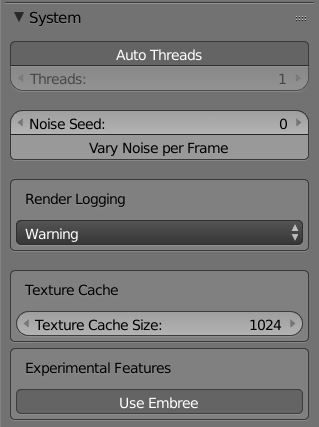 System
Auto Threads
Threads: 1
Noise Seed: 0
Vary Noise per Frame
Render Logging
Warning
Texture Cache
Texture Cache Size: 1024
Experimental Features
Use Embree